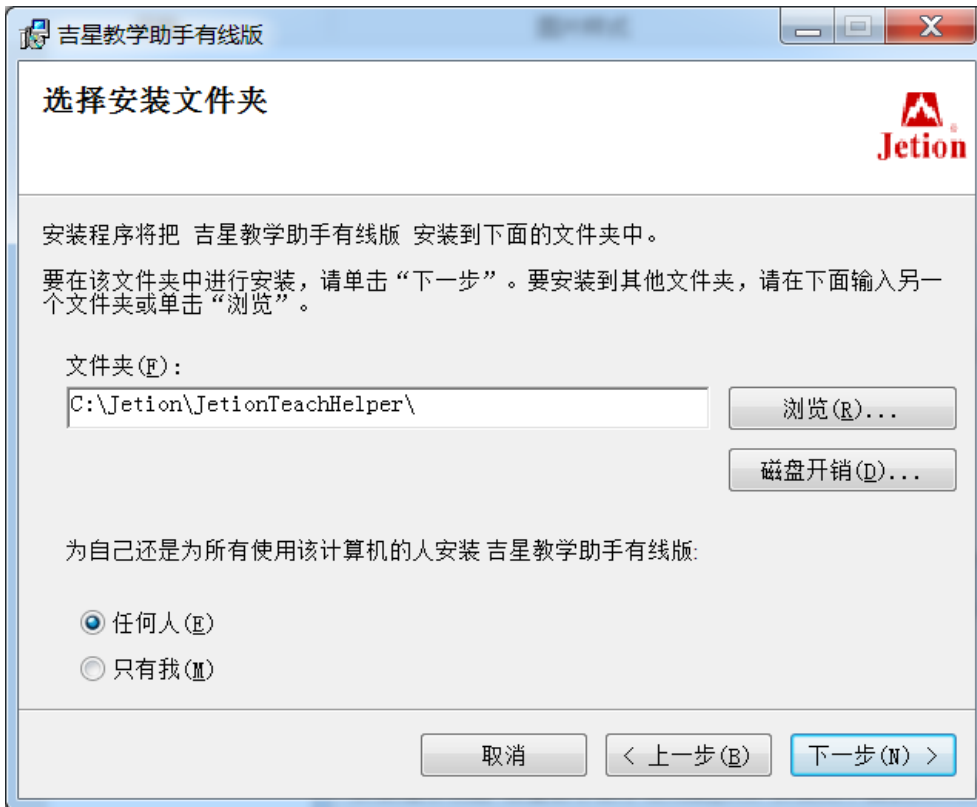 吉星教学助手有线版
选择安装文件夹
Jetion
安装程序将把 吉星教学助手有线版 安装到下面的文件夹中。
要在该文件夹中进行安装，请单击“下一步”。要安装到其他文件夹，请在下面输入另一
个文件夹或单击“浏览”。
文件夹(F):
C:\Jetion\JetionTeachHelper\
浏览(R)...
磁盘开销(D)...
为自己还是为所有使用该计算机的人安装 吉星教学助手有线版:
任何人(E)
只有我(M)
取消
< 上一步(B)
下一步(N) >